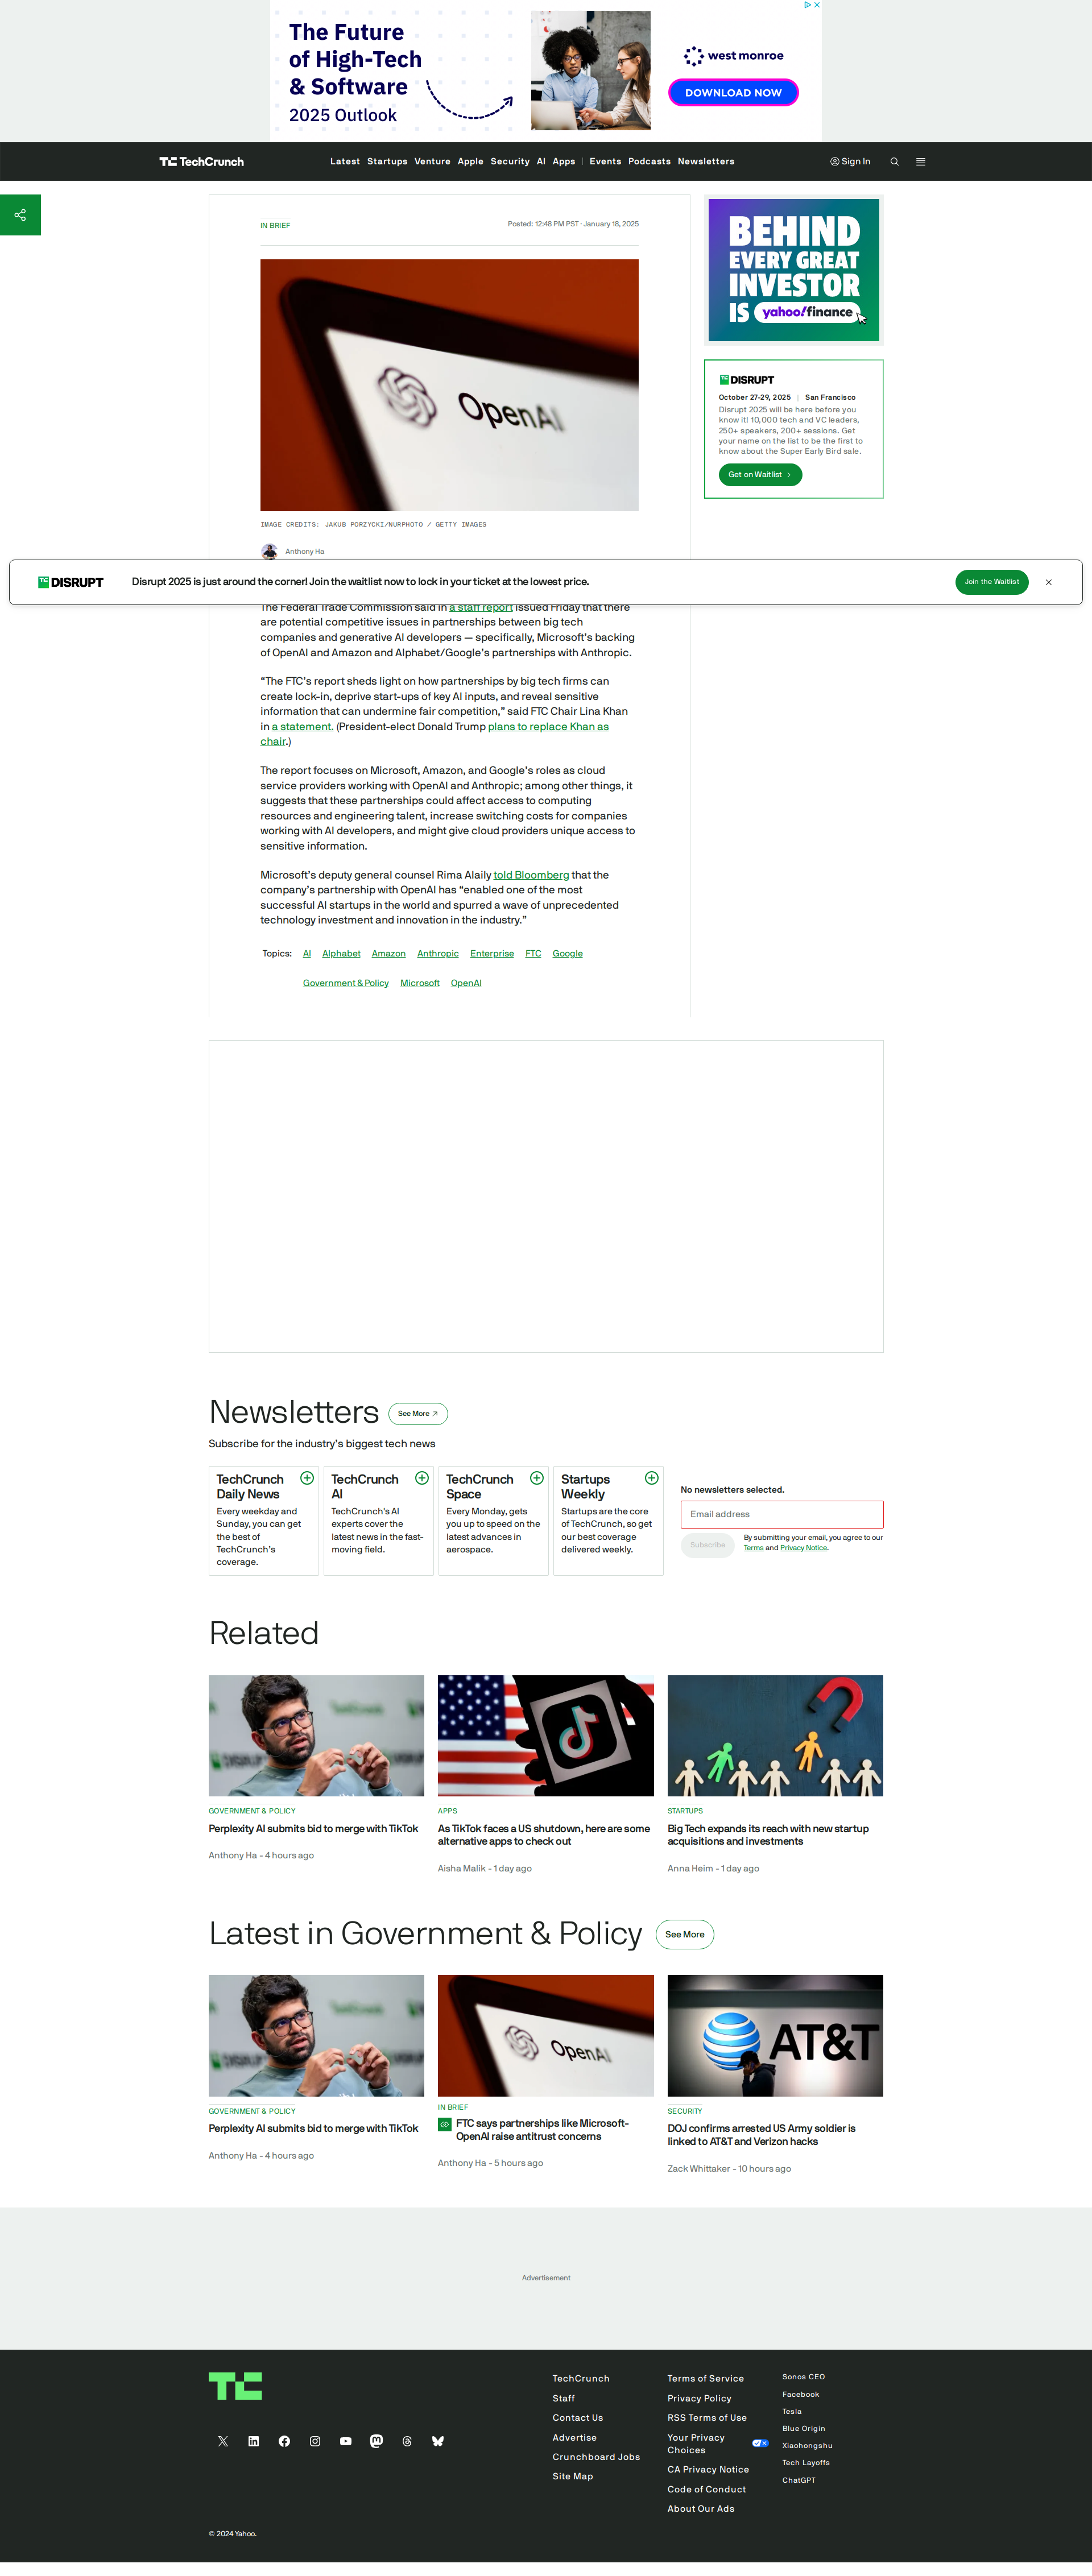 The Future
of High-Tech
& Software
2025 Outlook
west monroe
DOWNLOAD NOW
TechCrunch
Latest Startups Venture Apple Security AI Apps | Events Podcasts Newsletters
Sign In
IN BRIEF
Posted: 12:48 PM PST · January 18, 2025
OpenAI
IMAGE CREDITS: JAKUB PORZYCKI/NURPHOTO / GETTY IMAGES
Anthony Ha
BEHIND
EVERY GREAT
INVESTOR
IS yahoo!finance
TC DISRUPT
October 27-29, 2025 | San Francisco
Disrupt 2025 will be here before you
know it! 10,000 tech and VC leaders,
250+ speakers, 200+ sessions. Get
your name on the list to be the first to
know about the Super Early Bird sale.
Get on Waitlist
TC DISRUPT
Disrupt 2025 is just around the corner! Join the waitlist now to lock in your ticket at the lowest price.
Join the Waitlist
The Federal Trade Commission said in a staff report issued Friday that there
are potential competitive issues in partnerships between big tech
companies and generative AI developers — specifically, Microsoft’s backing
of OpenAI and Amazon and Alphabet/Google’s partnerships with Anthropic.
“The FTC’s report sheds light on how partnerships by big tech firms can
create lock-in, deprive start-ups of key AI inputs, and reveal sensitive
information that can undermine fair competition,” said FTC Chair Lina Khan
in a statement. (President-elect Donald Trump plans to replace Khan as
chair.)
The report focuses on Microsoft, Amazon, and Google’s roles as cloud
service providers working with OpenAI and Anthropic; among other things, it
suggests that these partnerships could affect access to computing
resources and engineering talent, increase switching costs for companies
working with AI developers, and might give cloud providers unique access to
sensitive information.
Microsoft’s deputy general counsel Rima Alaily told Bloomberg that the
company’s partnership with OpenAI has “enabled one of the most
successful AI startups in the world and spurred a wave of unprecedented
technology investment and innovation in the industry.”
Topics: AI Alphabet Amazon Anthropic Enterprise FTC Google
Government & Policy Microsoft OpenAI
Newsletters
See More
Subscribe for the industry’s biggest tech news
TechCrunch
Daily News
Every weekday and
Sunday, you can get
the best of
TechCrunch’s
coverage.
TechCrunch
AI
TechCrunch's AI
experts cover the
latest news in the fast-
moving field.
TechCrunch
Space
Every Monday, gets
you up to speed on the
latest advances in
aerospace.
Startups
Weekly
Startups are the core
of TechCrunch, so get
our best coverage
delivered weekly.
No newsletters selected.
Email address
Subscribe
By submitting your email, you agree to our
Terms and Privacy Notice.
Related
GOVERNMENT & POLICY
Perplexity AI submits bid to merge with TikTok
Anthony Ha - 4 hours ago
APPS
As TikTok faces a US shutdown, here are some
alternative apps to check out
Aisha Malik - 1 day ago
STARTUPS
Big Tech expands its reach with new startup
acquisitions and investments
Anna Heim - 1 day ago
Latest in Government & Policy
See More
GOVERNMENT & POLICY
Perplexity AI submits bid to merge with TikTok
Anthony Ha - 4 hours ago
OpenAI
IN BRIEF
FTC says partnerships like Microsoft-
OpenAI raise antitrust concerns
Anthony Ha - 5 hours ago
AT&T
SECURITY
DOJ confirms arrested US Army soldier is
linked to AT&T and Verizon hacks
Zack Whittaker - 10 hours ago
Advertisement
TC
TechCrunch
Staff
Contact Us
Advertise
Crunchboard Jobs
Site Map
Terms of Service
Privacy Policy
RSS Terms of Use
Your Privacy
Choices
CA Privacy Notice
Code of Conduct
About Our Ads
Sonos CEO
Facebook
Tesla
Blue Origin
Xiaohongshu
Tech Layoffs
ChatGPT
© 2024 Yahoo.